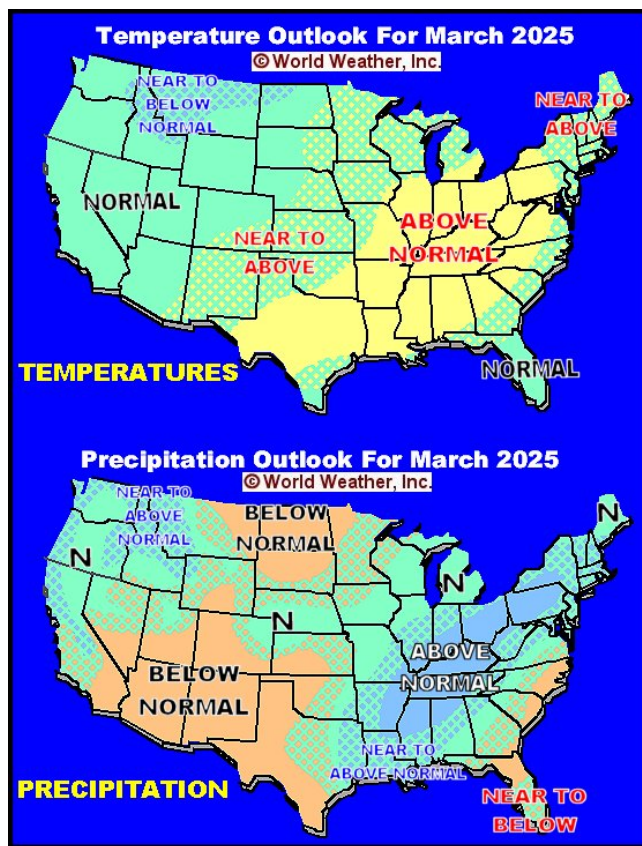 Temperature Outlook For March 2025
© World Weather, Inc.
NEAR TO
BELOW
NORMAL
NEAR TO
ABOVE
NORMAL
ABOVE
NORMAL
NEAR TO
ABOVE
NORMAL
TEMPERATURES
Precipitation Outlook For March 2025
© World Weather, Inc.
NEAR TO
ABOVE
NORMAL
BELOW
NORMAL
N
N
N
N
ABOVE
NORMAL
BELOW
NORMAL
NEAR TO
ABOVE NORMAL
PRECIPITATION
NEAR TO
BELOW